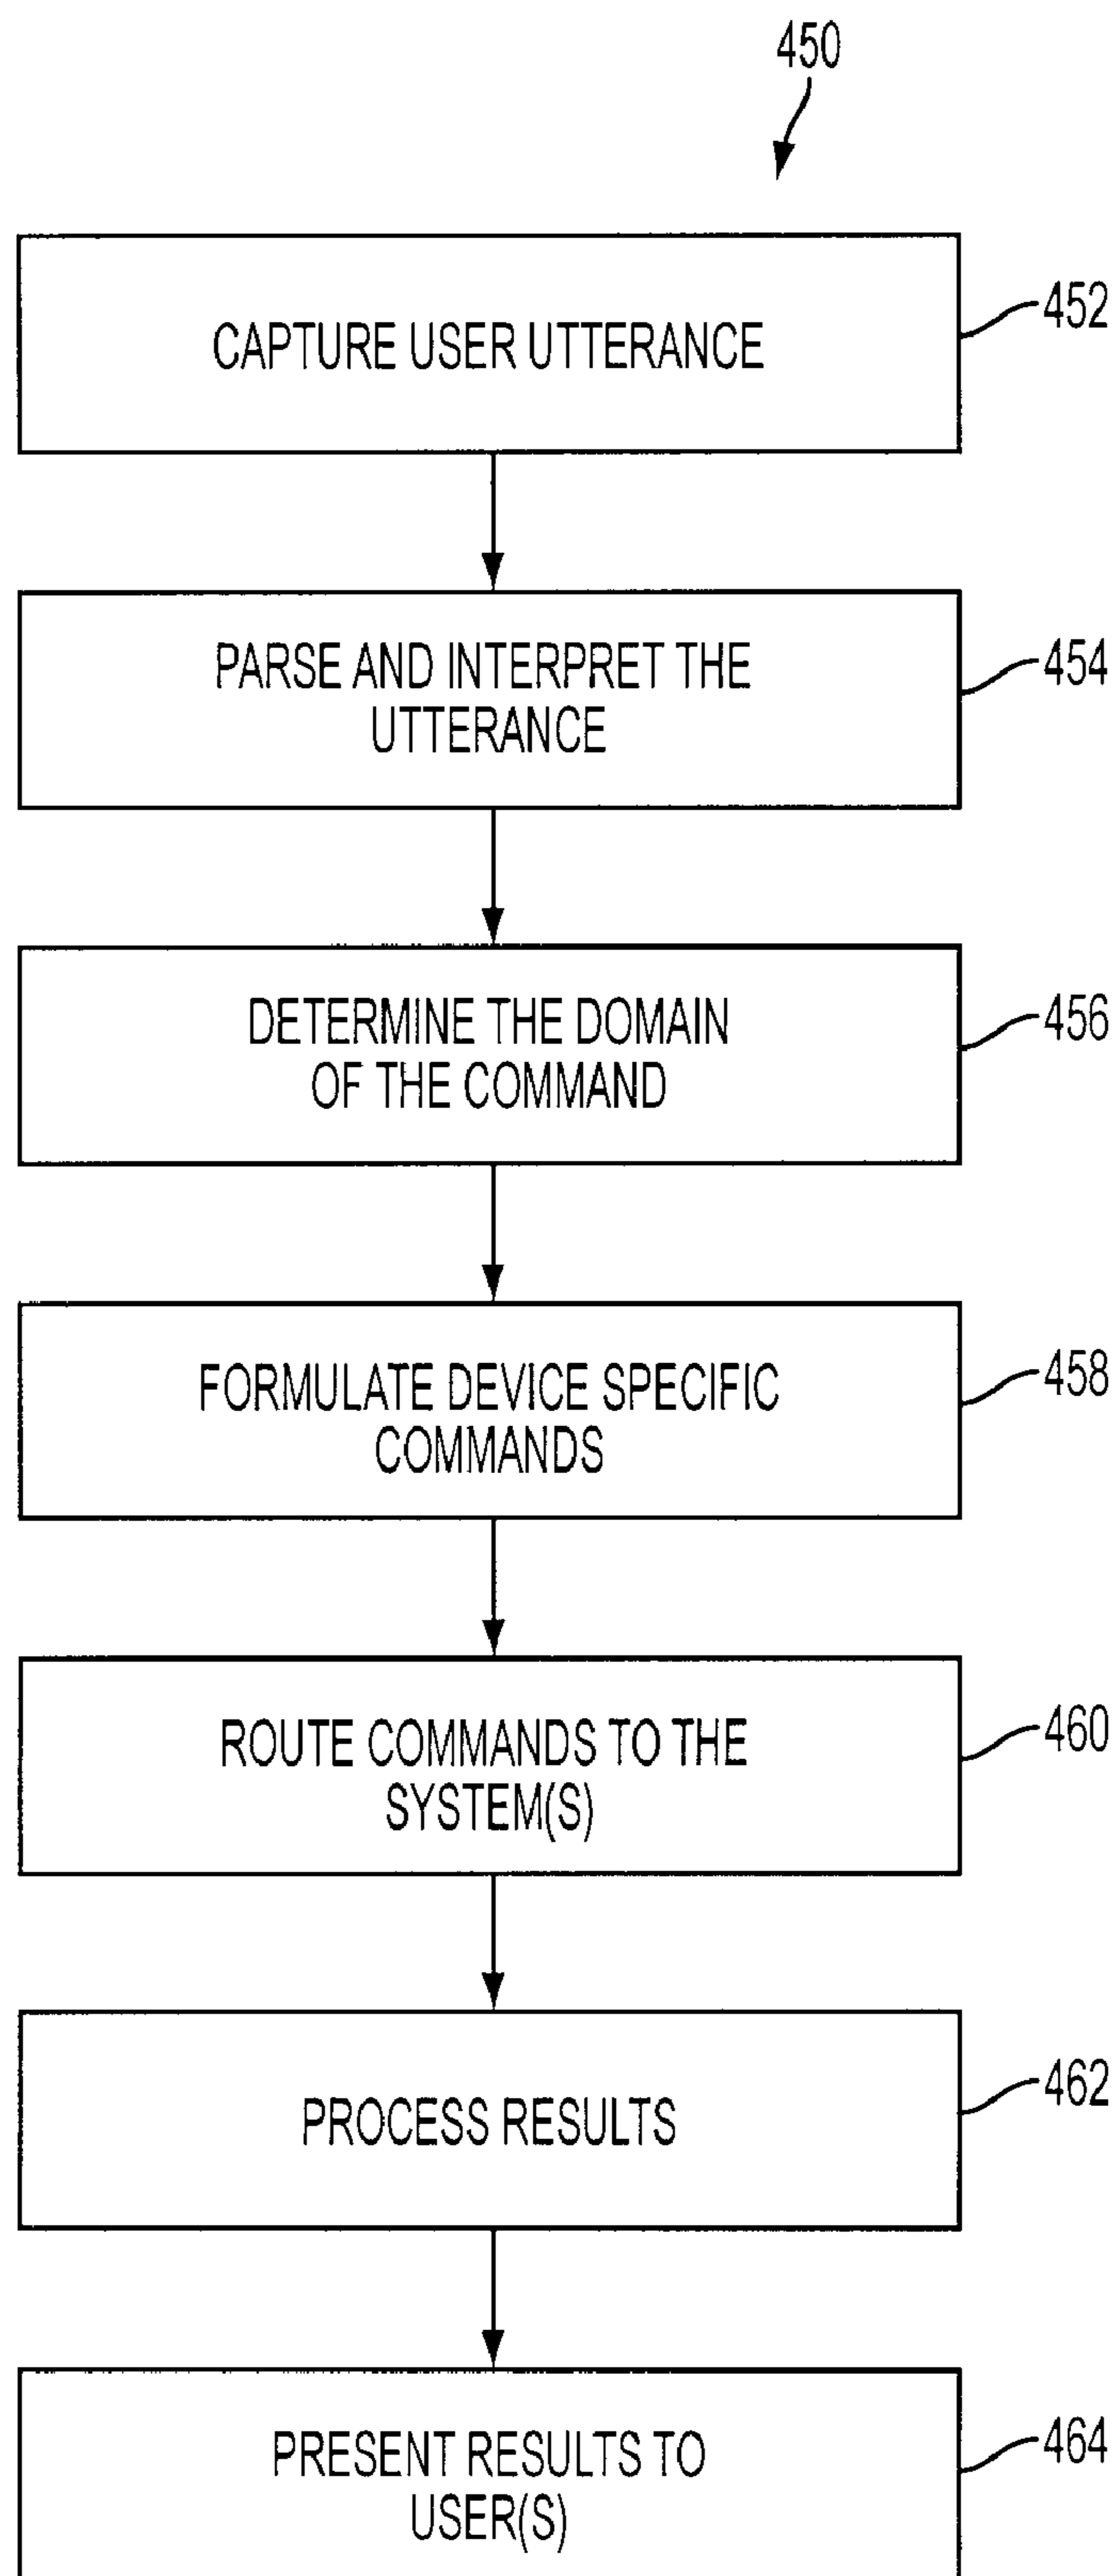 450
CAPTURE USER UTTERANCE
452
PARSE AND INTERPRET THE
UTTERANCE
454
DETERMINE THE DOMAIN
OF THE COMMAND
456
FORMULATE DEVICE SPECIFIC
COMMANDS
458
ROUTE COMMANDS TO THE
SYSTEM(S)
460
PROCESS RESULTS
462
PRESENT RESULTS TO
USER(S)
464